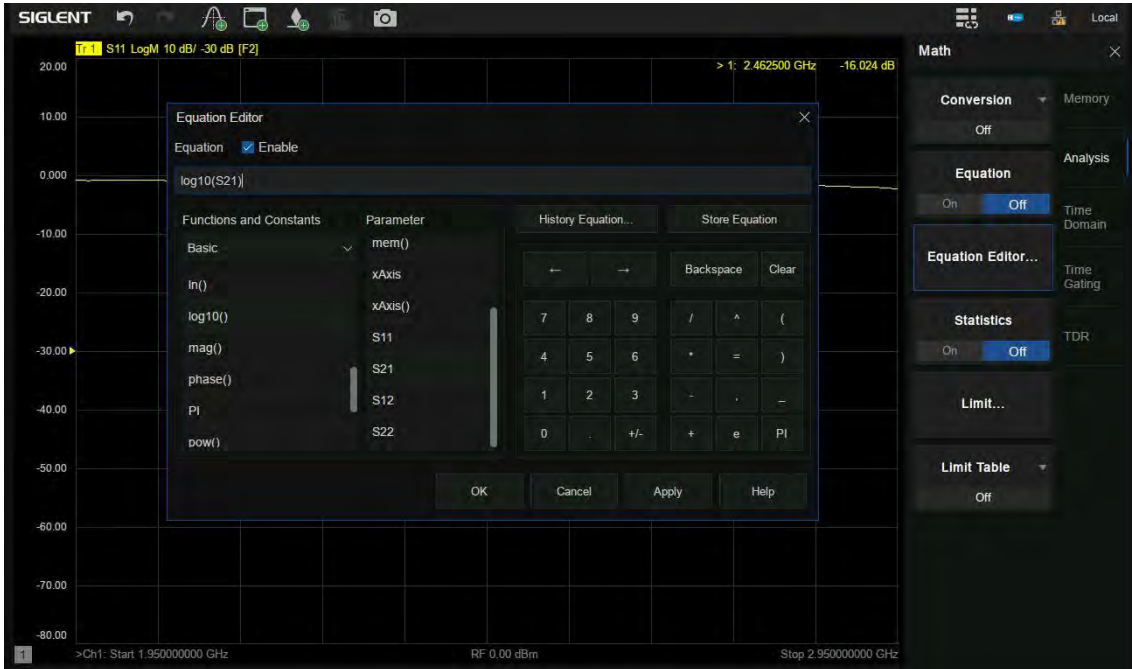 SIGLENT Local
Tr 1 S11 LogM 10 dB/ -30 dB [F2]
> 1: 2.462500 GHz -16.024 dB
20.00
10.00
0.000
-10.00
-20.00
-30.00
-40.00
-50.00
-60.00
-70.00
-80.00
Equation Editor
Equation Enable
log10(S21)
Functions and Constants
Basic
ln()
log10()
mag()
phase()
PI
pow()
Parameter
mem()
xAxis
xAxis()
S11
S21
S12
S22
History Equation... Store Equation
← → Backspace Clear
7 8 9 / ^ (
4 5 6 * = )
1 2 3 - , _
0 . +/- + e PI
OK Cancel Apply Help
Math
Conversion
Off
Equation
On Off
Equation Editor...
Statistics
On Off
Limit...
Limit Table
Off
Memory
Analysis
Time
Domain
Time
Gating
TDR
1 >Ch1: Start 1.950000000 GHz RF 0.00 dBm Stop 2.950000000 GHz